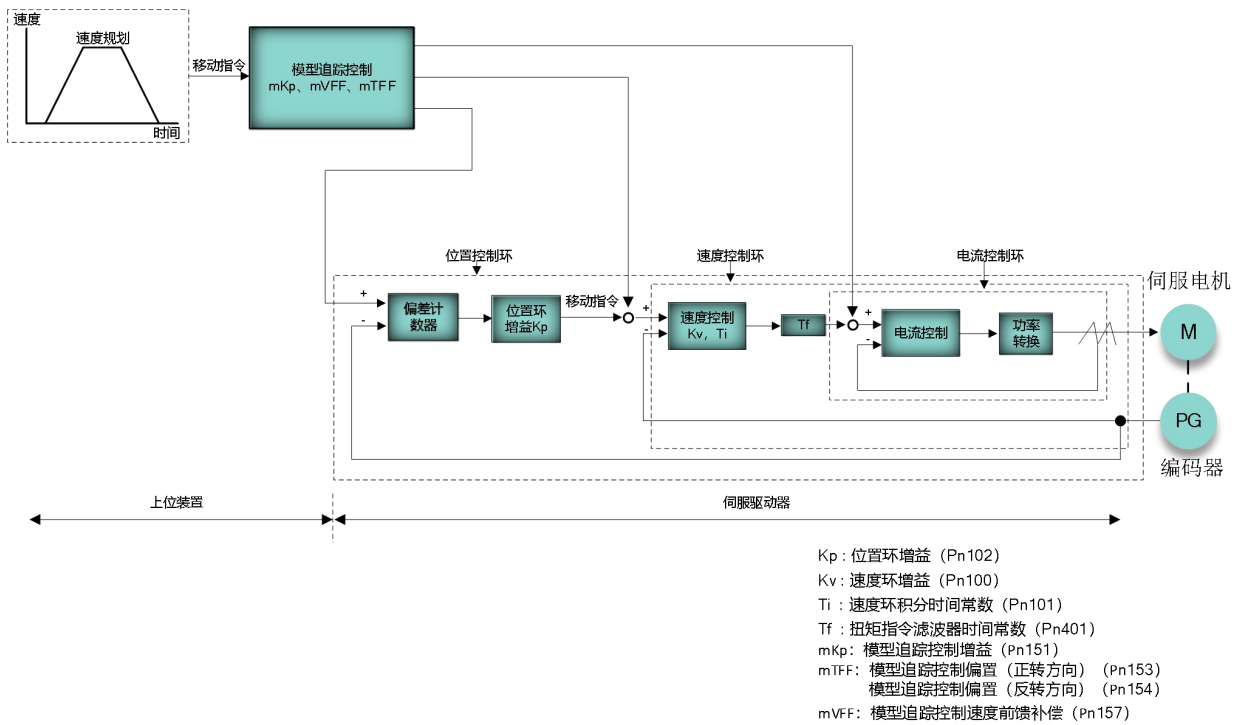 速度
速度规划
时间
移动指令
模型追踪控制
mKp、mVFF、mTFF
位置控制环
速度控制环
电流控制环
伺服电机
+
-
偏差计
数器
位置环
增益Kp
移动指令
+
-
速度控制
Kv，Ti
Tf
+
-
电流控制
功率
转换
M
PG
编码器
上位装置
伺服驱动器
Kp：位置环增益（Pn102）
Kv：速度环增益（Pn100）
Ti ：速度环积分时间常数（Pn101）
Tf ：扭矩指令滤波器时间常数（Pn401）
mKp：模型追踪控制增益（Pn151）
mTFF：模型追踪控制偏置（正转方向）（Pn153）
模型追踪控制偏置（反转方向）（Pn154）
mVFF：模型追踪控制速度前馈补偿（Pn157）